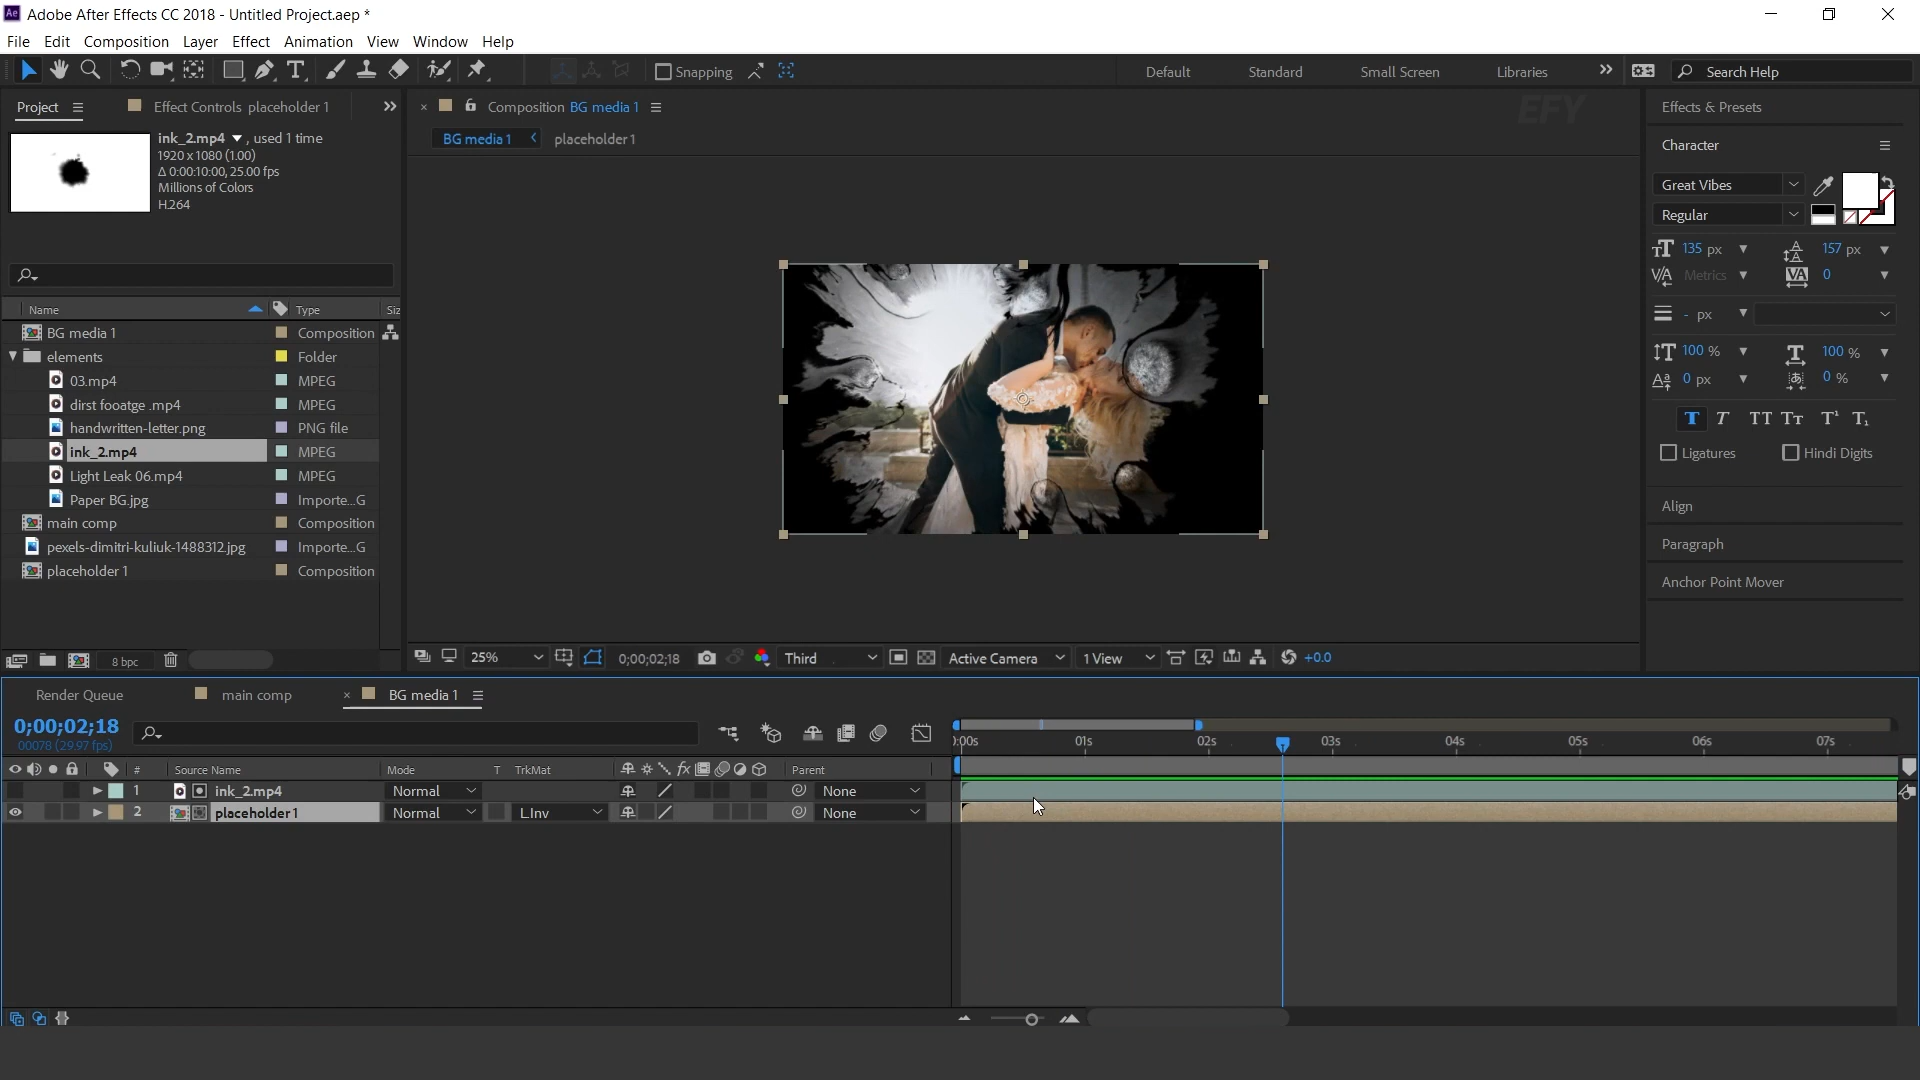 Ae Adobe After Effects CC 2018 - Untitled Project.aep *
File Edit Composition Layer Effect Animation View Window Help
Snapping Default Standard Small Screen Libraries Search Help
Project Effect Controls placeholder 1 Composition BG media 1 EFY Effects & Presets
BG media 1 placeholder 1
ink_2.mp4 , used 1 time
1920 x 1080 (1.00)
Δ 0:00:10:00, 25.00 fps
Millions of Colors
H.264
Character
Great Vibes
Regular
135 px 157 px
Metrics 0
- px
100 % 100 %
0 px 0 %
T T TT Tt T¹ T₁
Ligatures Hindi Digits
Align
Paragraph
Anchor Point Mover
Name Type Siz
BG media 1 Composition
elements Folder
03.mp4 MPEG
dirst fooatge .mp4 MPEG
handwritten-letter.png PNG file
ink_2.mp4 MPEG
Light Leak 06.mp4 MPEG
Paper BG.jpg Importe...G
main comp Composition
pexels-dimitri-kuliuk-1488312.jpg Importe...G
placeholder 1 Composition
8 bpc 25% 0;00;02;18 Third Active Camera 1 View +0.0
Render Queue main comp BG media 1
0;00;02;18
00078 (29.97 fps)
):00s 01s 02s 03s 04s 05s 06s 07s
# Source Name Mode T TrkMat fx Parent
1 ink_2.mp4 Normal None
2 placeholder 1 Normal L.Inv None